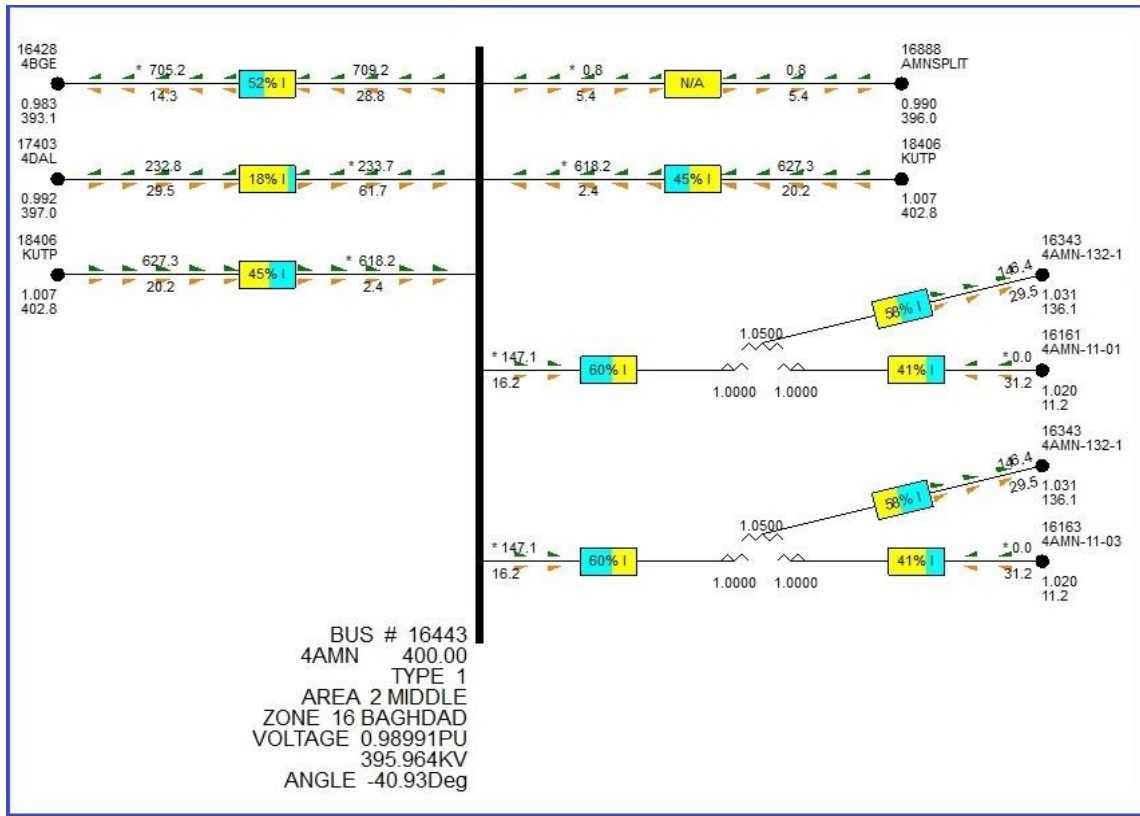 16428
4BGE
* 705.2
709.2
52% I
14.3
28.8
0.983
393.1
* 0.8
0.8
N/A
5.4
5.4
16888
AMNSPLIT
0.990
396.0
17403
4DAL
232.8
* 233.7
18% I
29.5
61.7
0.992
397.0
* 618.2
627.3
45% I
2.4
20.2
18406
KUTP
1.007
402.8
18406
KUTP
627.3
* 618.2
45% I
20.2
2.4
1.007
402.8
16343
4AMN-132-1
146.4
29.5
58% I
1.031
136.1
1.0500
* 147.1
16.2
60% I
1.0000
1.0000
41% I
* 0.0
31.2
16161
4AMN-11-01
1.020
11.2
16343
4AMN-132-1
146.4
29.5
58% I
1.031
136.1
1.0500
* 147.1
16.2
60% I
1.0000
1.0000
41% I
* 0.0
31.2
16163
4AMN-11-03
1.020
11.2
BUS # 16443
4AMN 400.00
TYPE 1
AREA 2 MIDDLE
ZONE 16 BAGHDAD
VOLTAGE 0.98991PU
395.964KV
ANGLE -40.93Deg